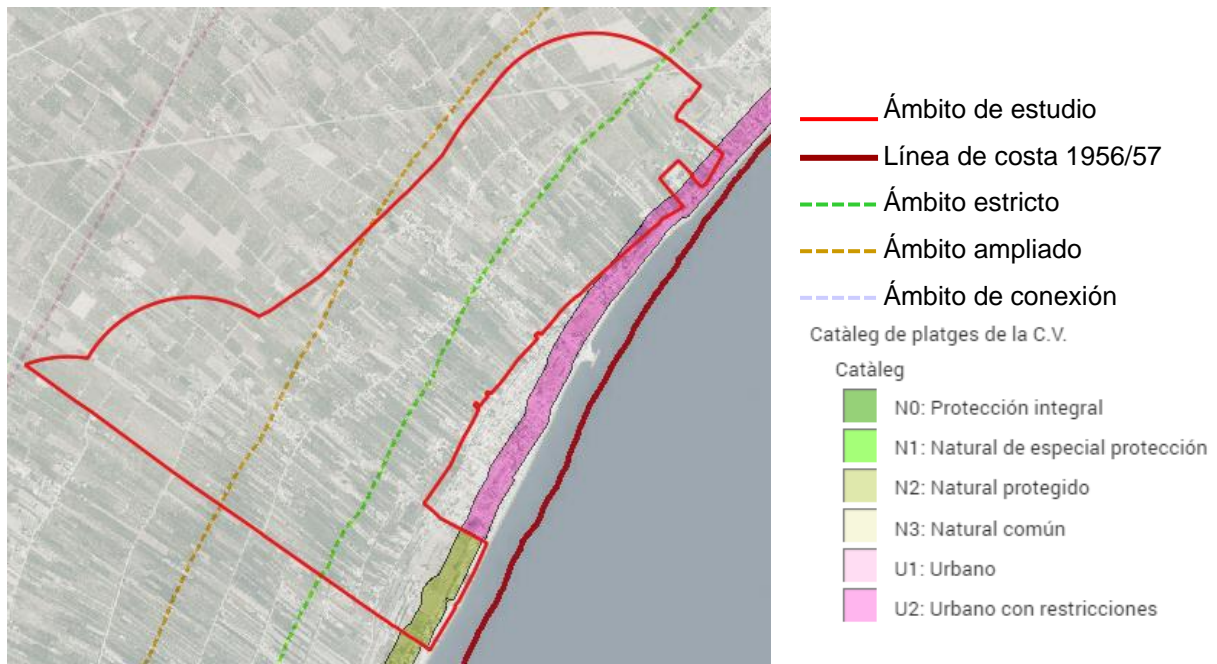 Ámbito de estudio
Línea de costa 1956/57
Ámbito estricto
Ámbito ampliado
Ámbito de conexión
Catàleg de platges de la C.V.
Catàleg
N0: Protección integral
N1: Natural de especial protección
N2: Natural protegido
N3: Natural común
U1: Urbano
U2: Urbano con restricciones